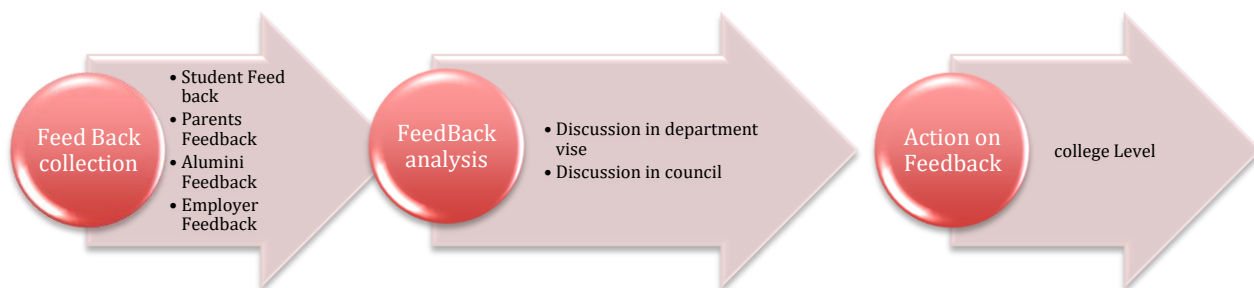 Feed Back
collection
• Student Feed
back
• Parents
Feedback
• Alumini
Feedback
• Employer
Feedback
FeedBack
analysis
• Discussion in department
vise
• Discussion in council
Action on
Feedback
college Level